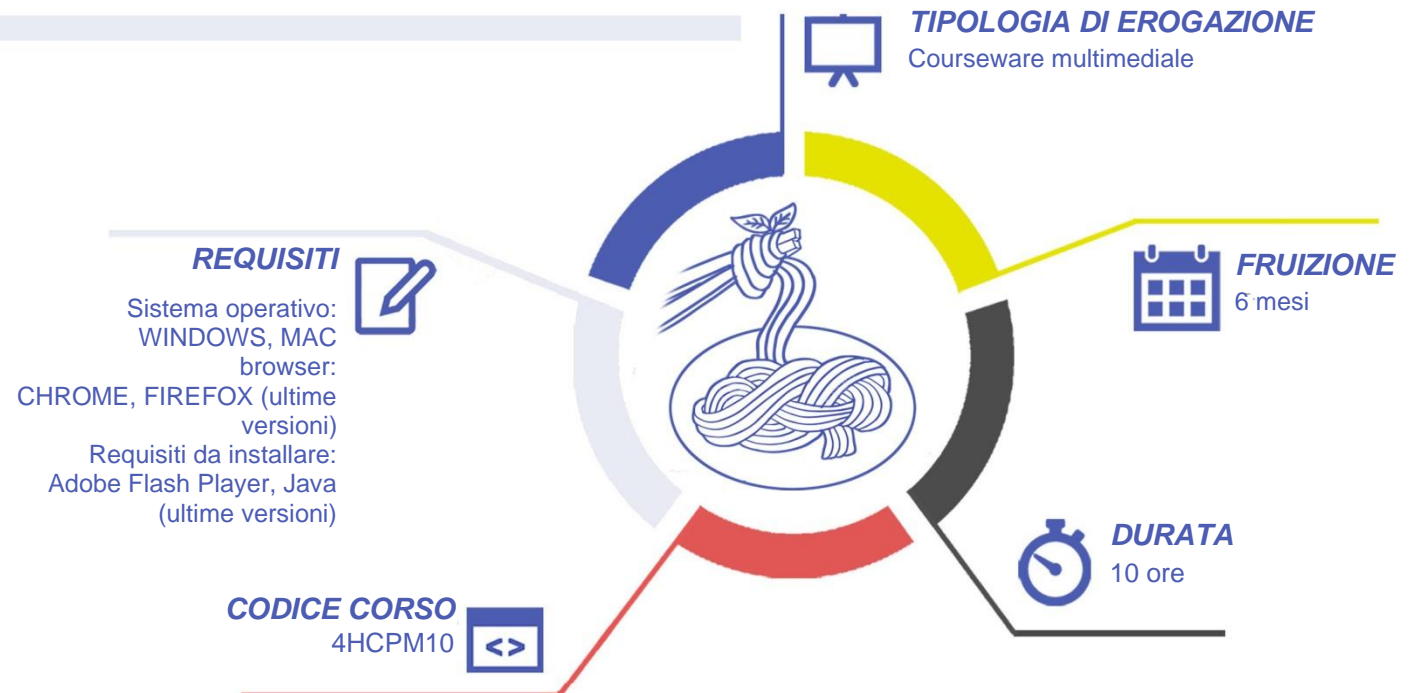 TIPOLOGIA DI EROGAZIONE
Courseware multimediale
REQUISITI
Sistema operativo:
WINDOWS, MAC
browser:
CHROME, FIREFOX (ultime
versioni)
Requisiti da installare:
Adobe Flash Player, Java
(ultime versioni)
FRUIZIONE
6 mesi
DURATA
10 ore
CODICE CORSO
4HCPM10
<>